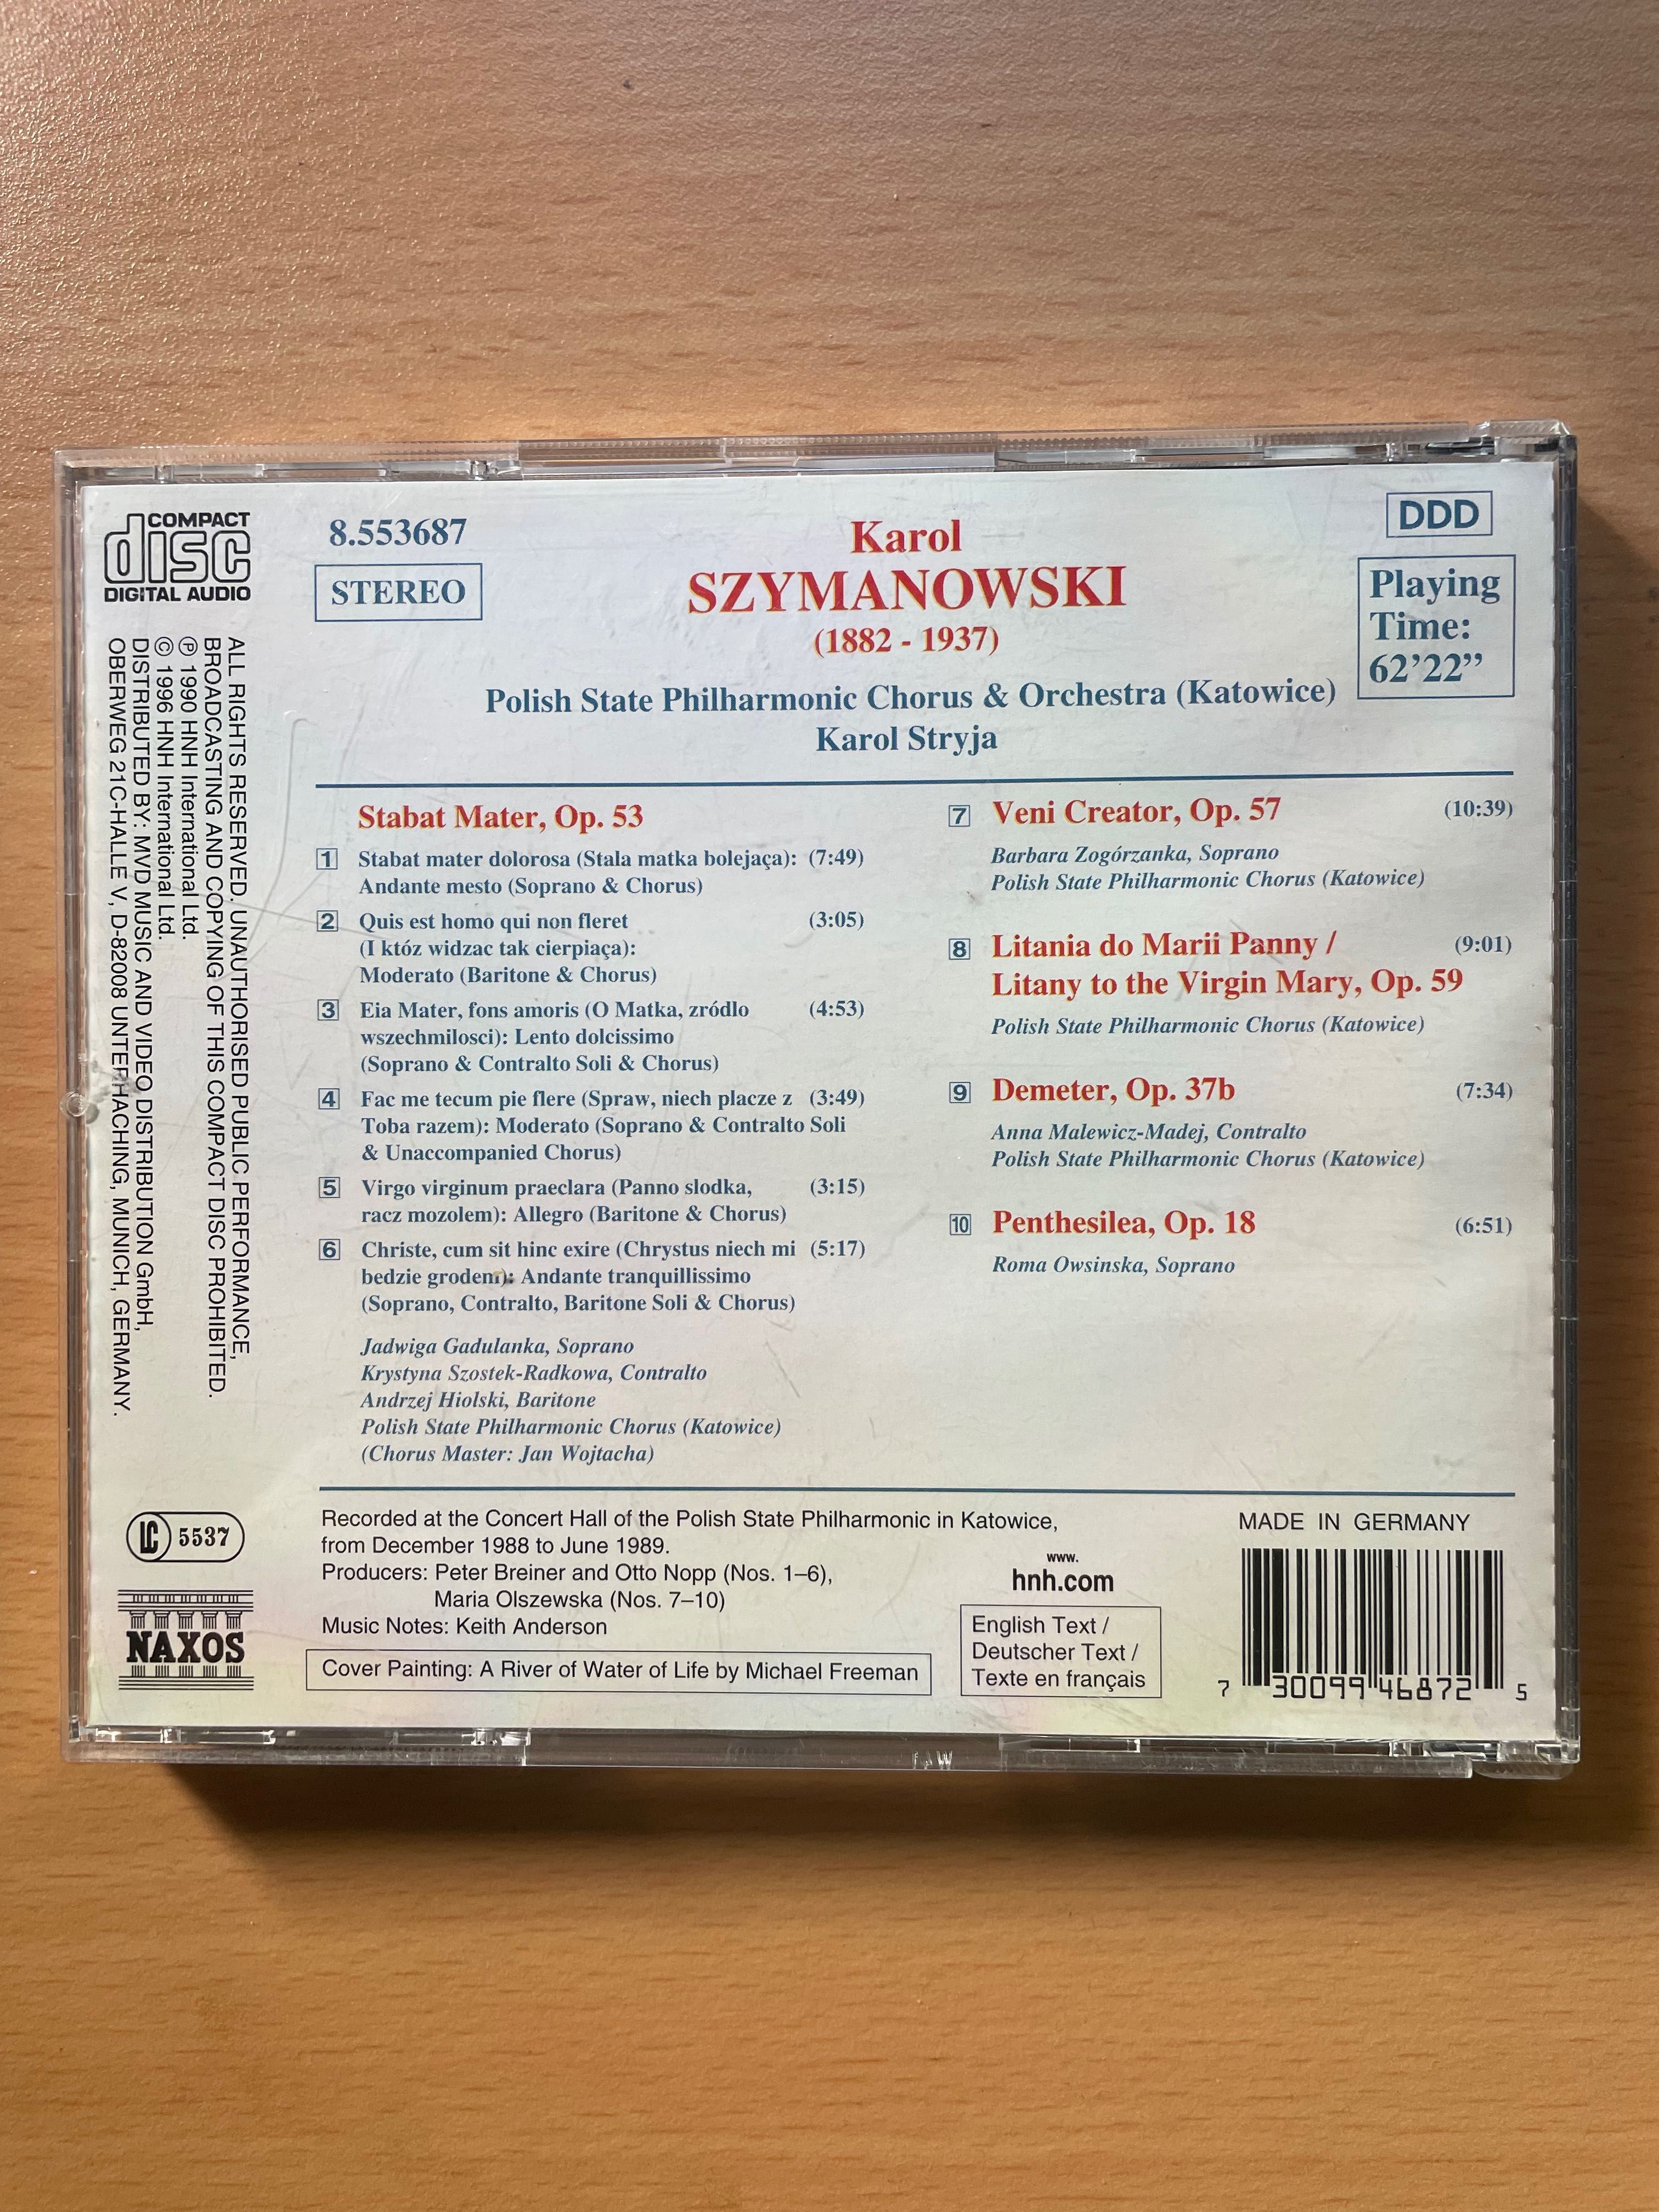 COMPACT
disc
DIGITAL AUDIO
8.553687
STEREO
Karol
SZYMANOWSKI
(1882 - 1937)
DDD
Playing
Time:
62’22”
Polish State Philharmonic Chorus & Orchestra (Katowice)
Karol Stryja
ALL RIGHTS RESERVED. UNAUTHORISED PUBLIC PERFORMANCE,
BROADCASTING AND COPYING OF THIS COMPACT DISC PROHIBITED.
℗ 1990 HNH International Ltd.
© 1996 HNH International Ltd.
DISTRIBUTED BY: MVD MUSIC AND VIDEO DISTRIBUTION GmbH,
OBERWEG 21C-HALLE V, D-82008 UNTERHACHING, MUNICH, GERMANY.
Stabat Mater, Op. 53
1 Stabat mater dolorosa (Stala matka bolejaça): (7:49)
Andante mesto (Soprano & Chorus)
2 Quis est homo qui non fleret (3:05)
(I któz widzac tak cierpiaça):
Moderato (Baritone & Chorus)
3 Eia Mater, fons amoris (O Matka, zródlo (4:53)
wszechmilosci): Lento dolcissimo
(Soprano & Contralto Soli & Chorus)
4 Fac me tecum pie flere (Spraw, niech placze z (3:49)
Toba razem): Moderato (Soprano & Contralto Soli
& Unaccompanied Chorus)
5 Virgo virginum praeclara (Panno slodka, (3:15)
racz mozolem): Allegro (Baritone & Chorus)
6 Christe, cum sit hinc exire (Chrystus niech mi (5:17)
bedzie grodem): Andante tranquillissimo
(Soprano, Contralto, Baritone Soli & Chorus)
Jadwiga Gadulanka, Soprano
Krystyna Szostek-Radkowa, Contralto
Andrzej Hiolski, Baritone
Polish State Philharmonic Chorus (Katowice)
(Chorus Master: Jan Wojtacha)
7 Veni Creator, Op. 57 (10:39)
Barbara Zogórzanka, Soprano
Polish State Philharmonic Chorus (Katowice)
8 Litania do Marii Panny / (9:01)
Litany to the Virgin Mary, Op. 59
Polish State Philharmonic Chorus (Katowice)
9 Demeter, Op. 37b (7:34)
Anna Malewicz-Madej, Contralto
Polish State Philharmonic Chorus (Katowice)
10 Penthesilea, Op. 18 (6:51)
Roma Owsinska, Soprano
LC 5537
NAXOS
Recorded at the Concert Hall of the Polish State Philharmonic in Katowice,
from December 1988 to June 1989.
Producers: Peter Breiner and Otto Nopp (Nos. 1–6),
Maria Olszewska (Nos. 7–10)
Music Notes: Keith Anderson
Cover Painting: A River of Water of Life by Michael Freeman
www.
hnh.com
English Text /
Deutscher Text /
Texte en français
MADE IN GERMANY
7 30099 46872 5